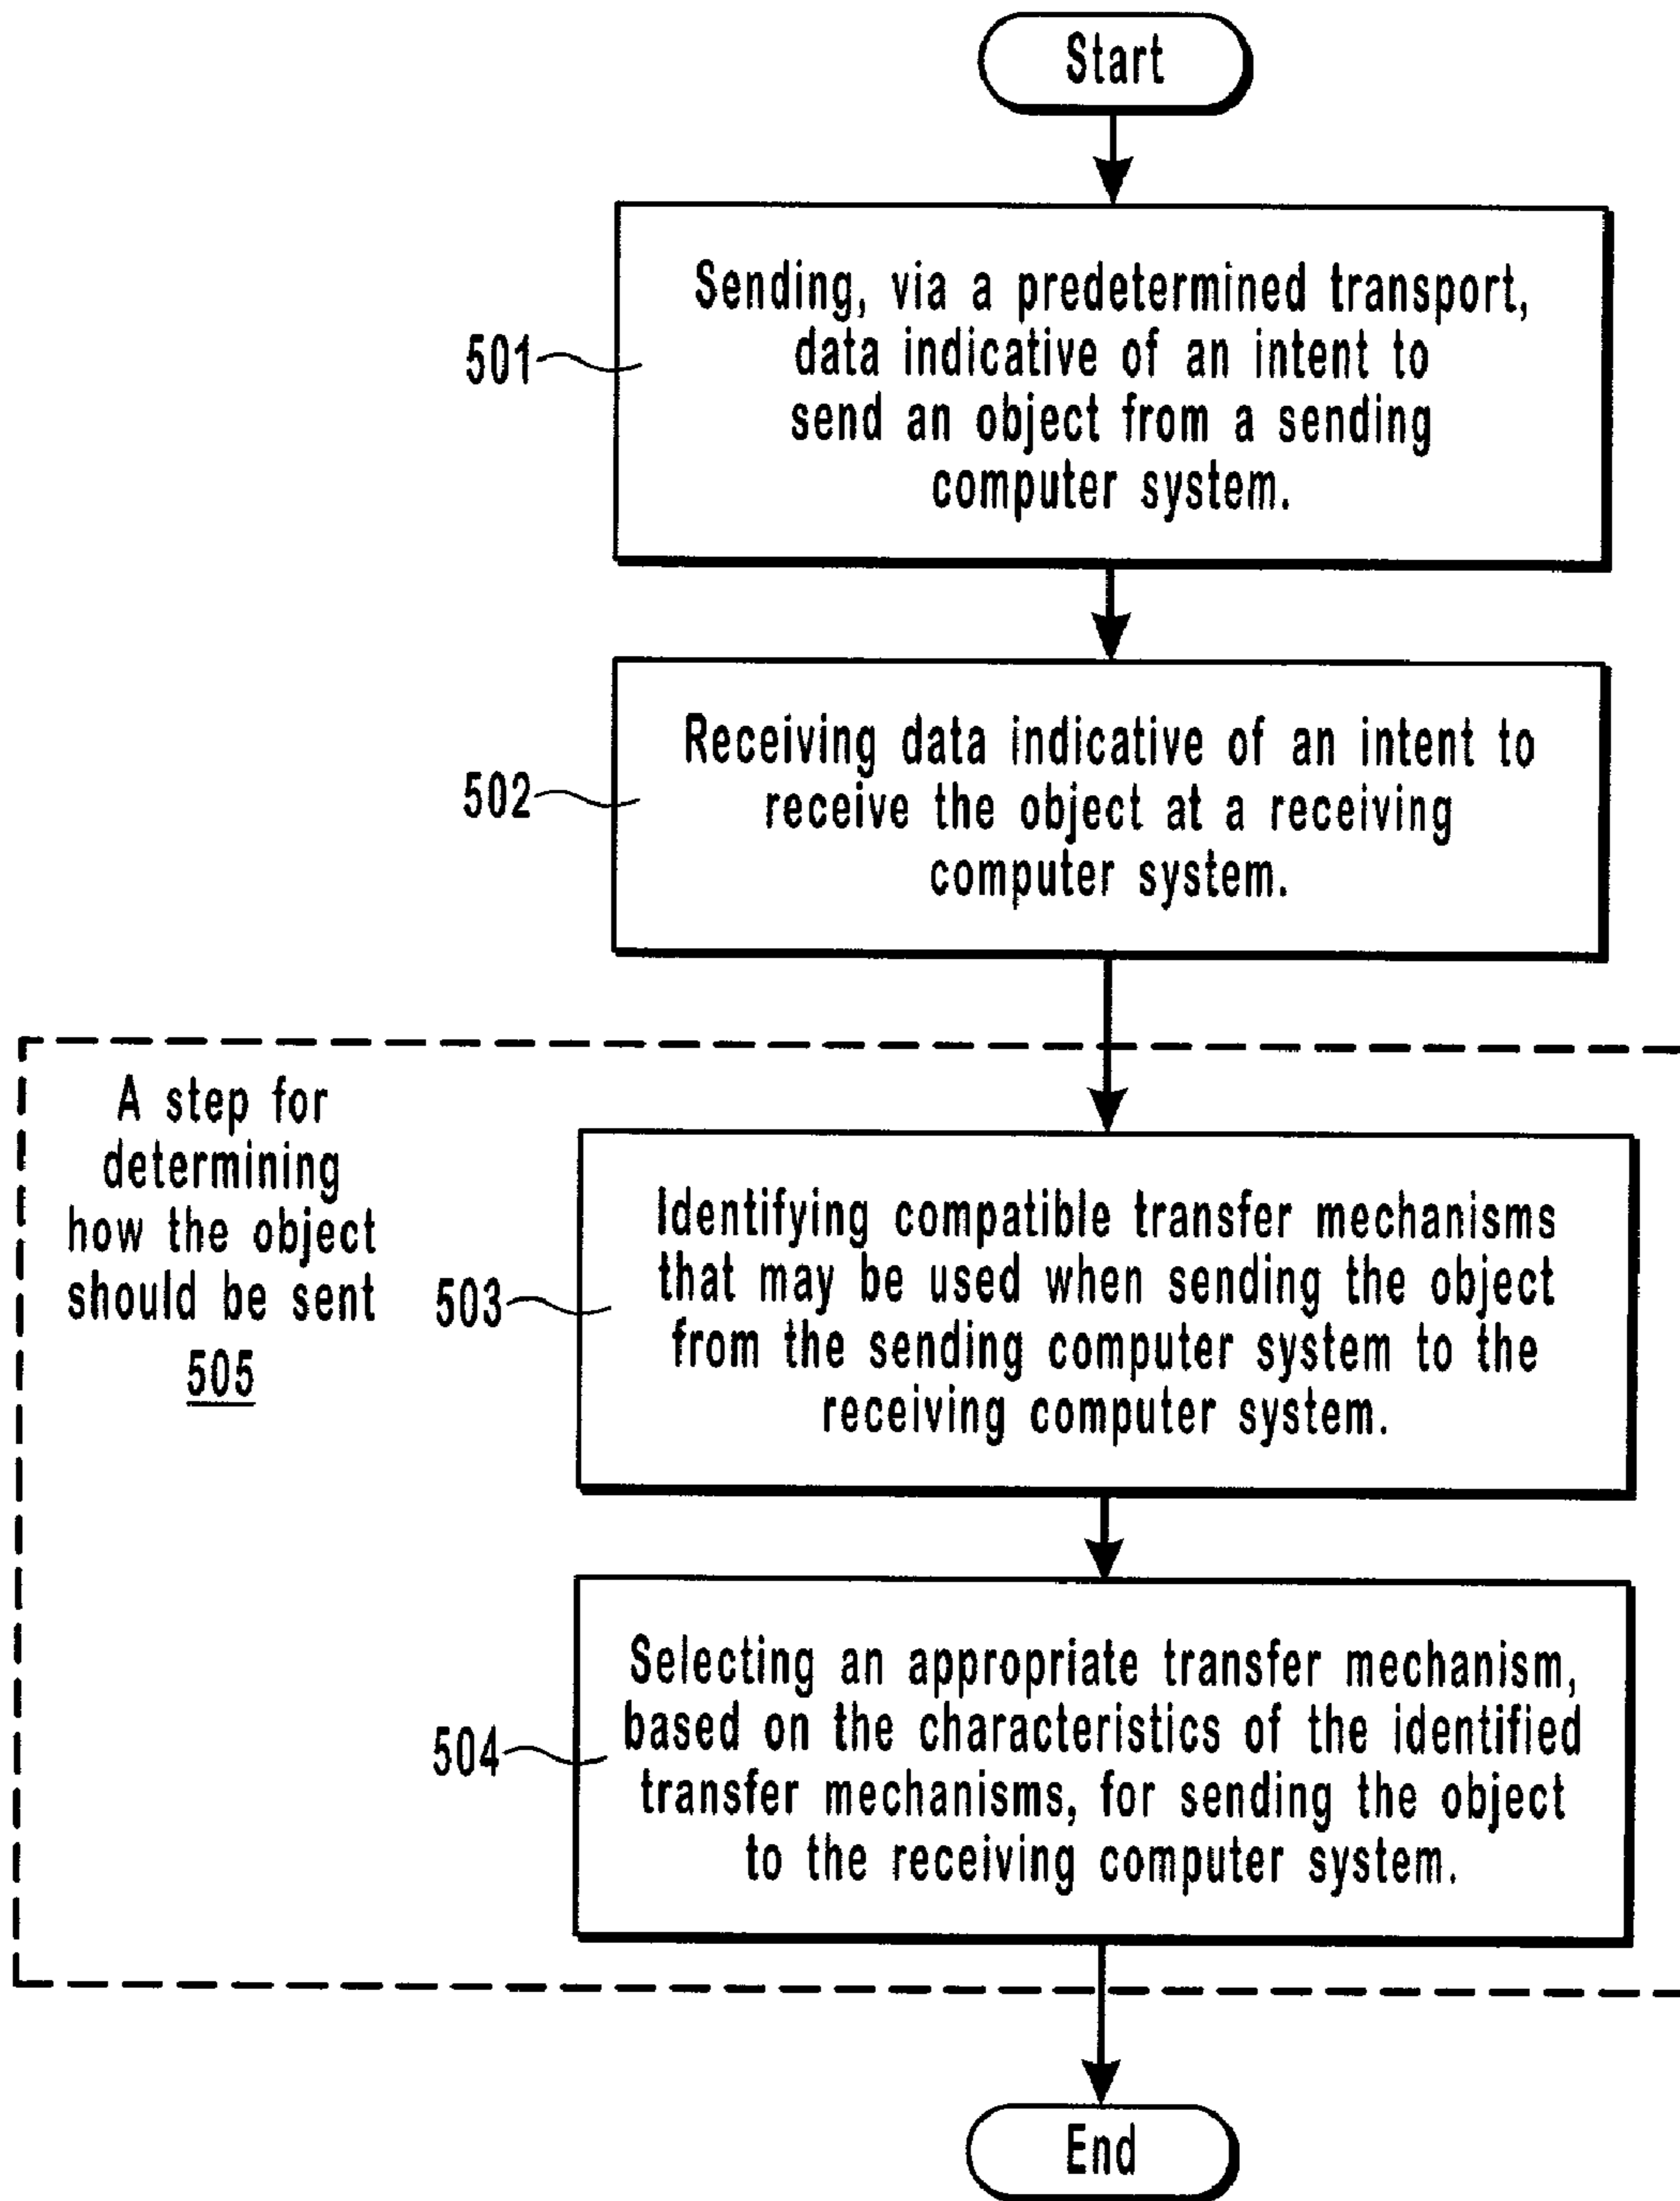 Start
501
Sending, via a predetermined transport,
data indicative of an intent to
send an object from a sending
computer system.
502
Receiving data indicative of an intent to
receive the object at a receiving
computer system.
A step for
determining
how the object
should be sent
505
503
Identifying compatible transfer mechanisms
that may be used when sending the object
from the sending computer system to the
receiving computer system.
504
Selecting an appropriate transfer mechanism,
based on the characteristics of the identified
transfer mechanisms, for sending the object
to the receiving computer system.
End